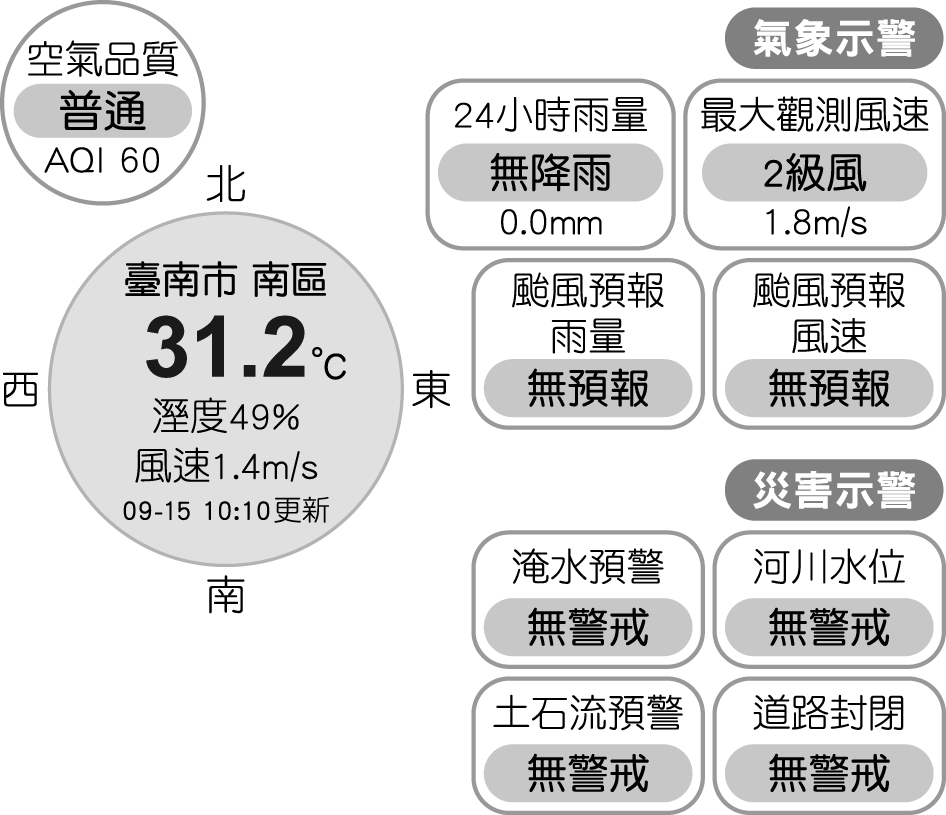 空氣品質
普通
AQI 60
北
西
東
南
臺南市 南區
31.2℃
溼度49%
風速1.4m/s
09-15 10:10更新
氣象示警
24小時雨量
無降雨
0.0mm
最大觀測風速
2級風
1.8m/s
颱風預報
雨量
無預報
颱風預報
風速
無預報
災害示警
淹水預警
無警戒
河川水位
無警戒
土石流預警
無警戒
道路封閉
無警戒